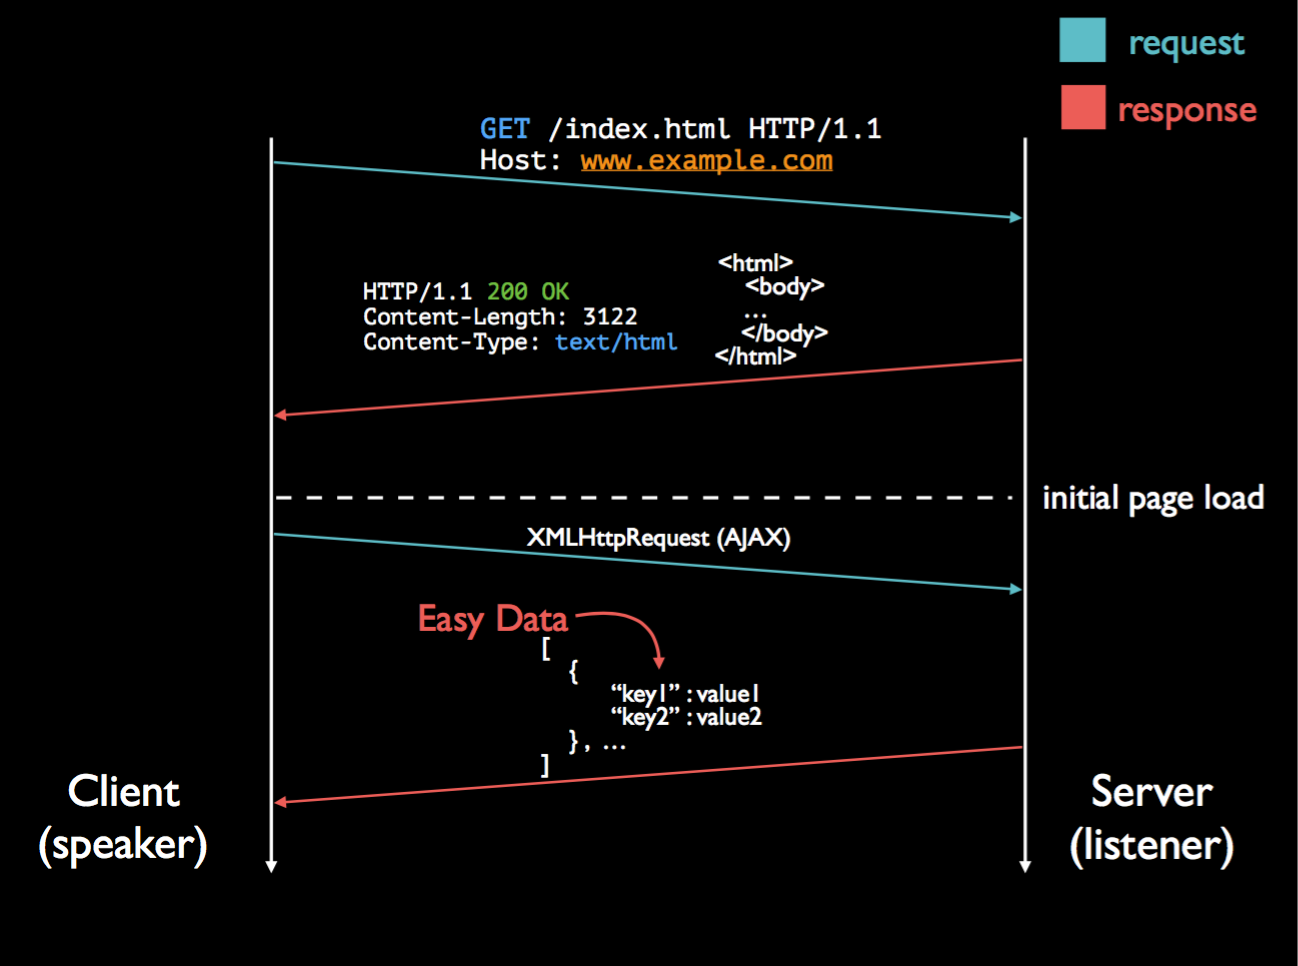 request
response
GET /index.html HTTP/1.1
Host: www.example.com
<html>
<body>
...
</body>
</html>
HTTP/1.1 200 OK
Content-Length: 3122
Content-Type: text/html
initial page load
XMLHttpRequest (AJAX)
Easy Data
[
{
“key1” : value1
“key2” : value2
}, ...
]
Client
(speaker)
Server
(listener)